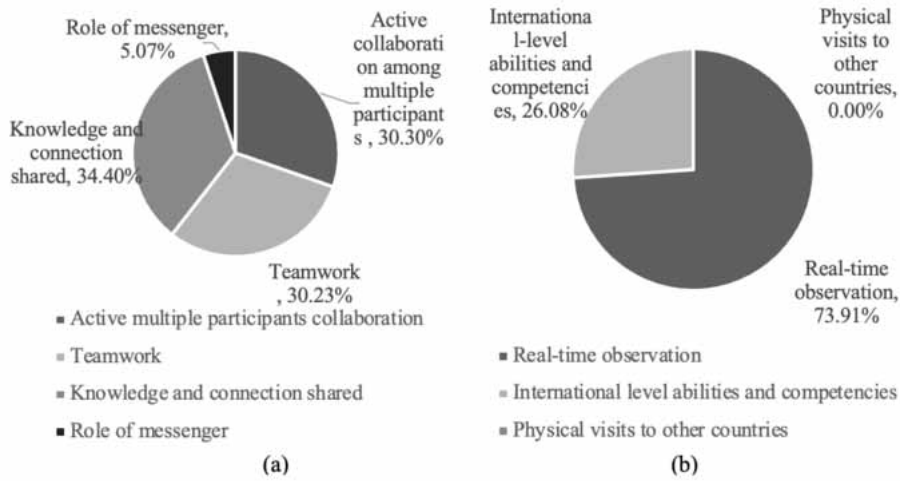 Role of messenger,
5.07%
Active
collaborati
on among
multiple
participant
s , 30.30%
Knowledge and
connection
shared, 34.40%
Teamwork
, 30.23%
■ Active multiple participants collaboration
■ Teamwork
■ Knowledge and connection shared
■ Role of messenger
(a)
Internationa
l-level
abilities and
competenci
es, 26.08%
Physical
visits to
other
countries,
0.00%
Real-time
observation,
73.91%
■ Real-time observation
■ International level abilities and competencies
■ Physical visits to other countries
(b)